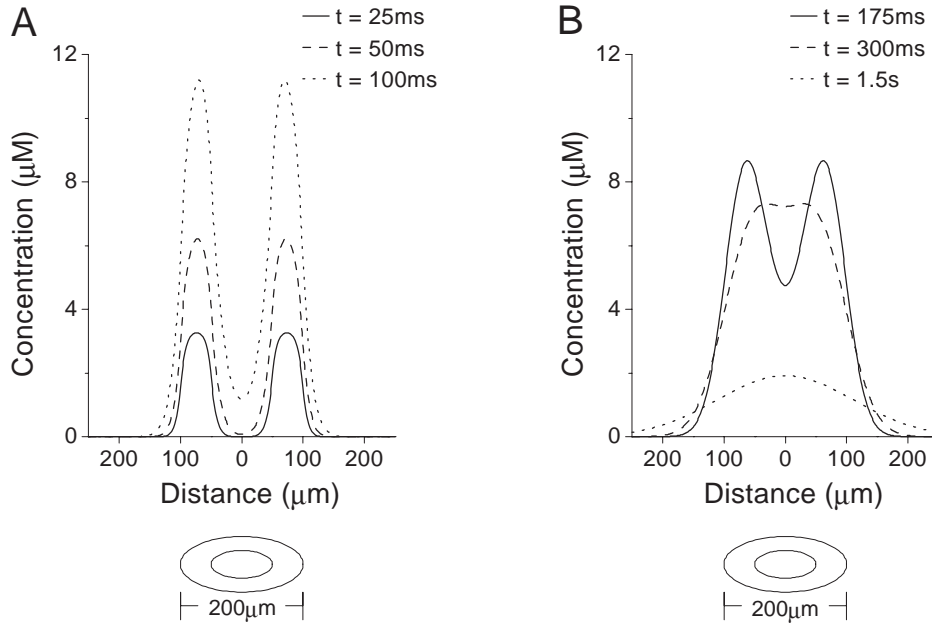 A
t = 25ms
t = 50ms
t = 100ms
12
8
4
0
Concentration (μM)
200 100 0 100 200
Distance (μm)
200μm
B
t = 175ms
t = 300ms
t = 1.5s
12
8
4
0
Concentration (μM)
200 100 0 100 200
Distance (μm)
200μm